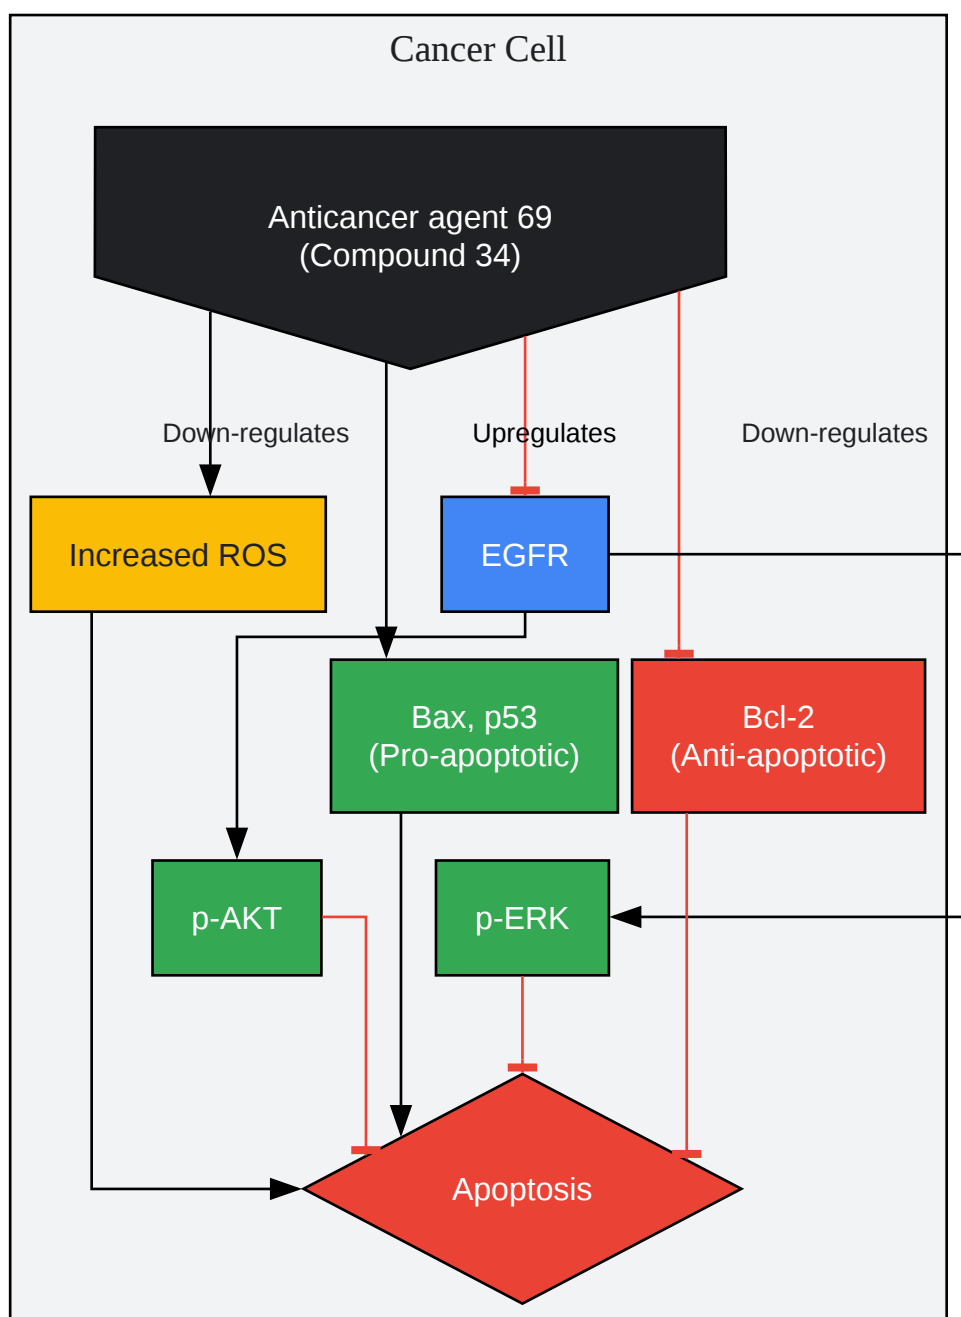 Cancer Cell
Anticancer agent 69
(Compound 34)
Down-regulates
Upregulates
Down-regulates
Increased ROS
EGFR
Bax, p53
(Pro-apoptotic)
Bcl-2
(Anti-apoptotic)
p-AKT
p-ERK
Apoptosis